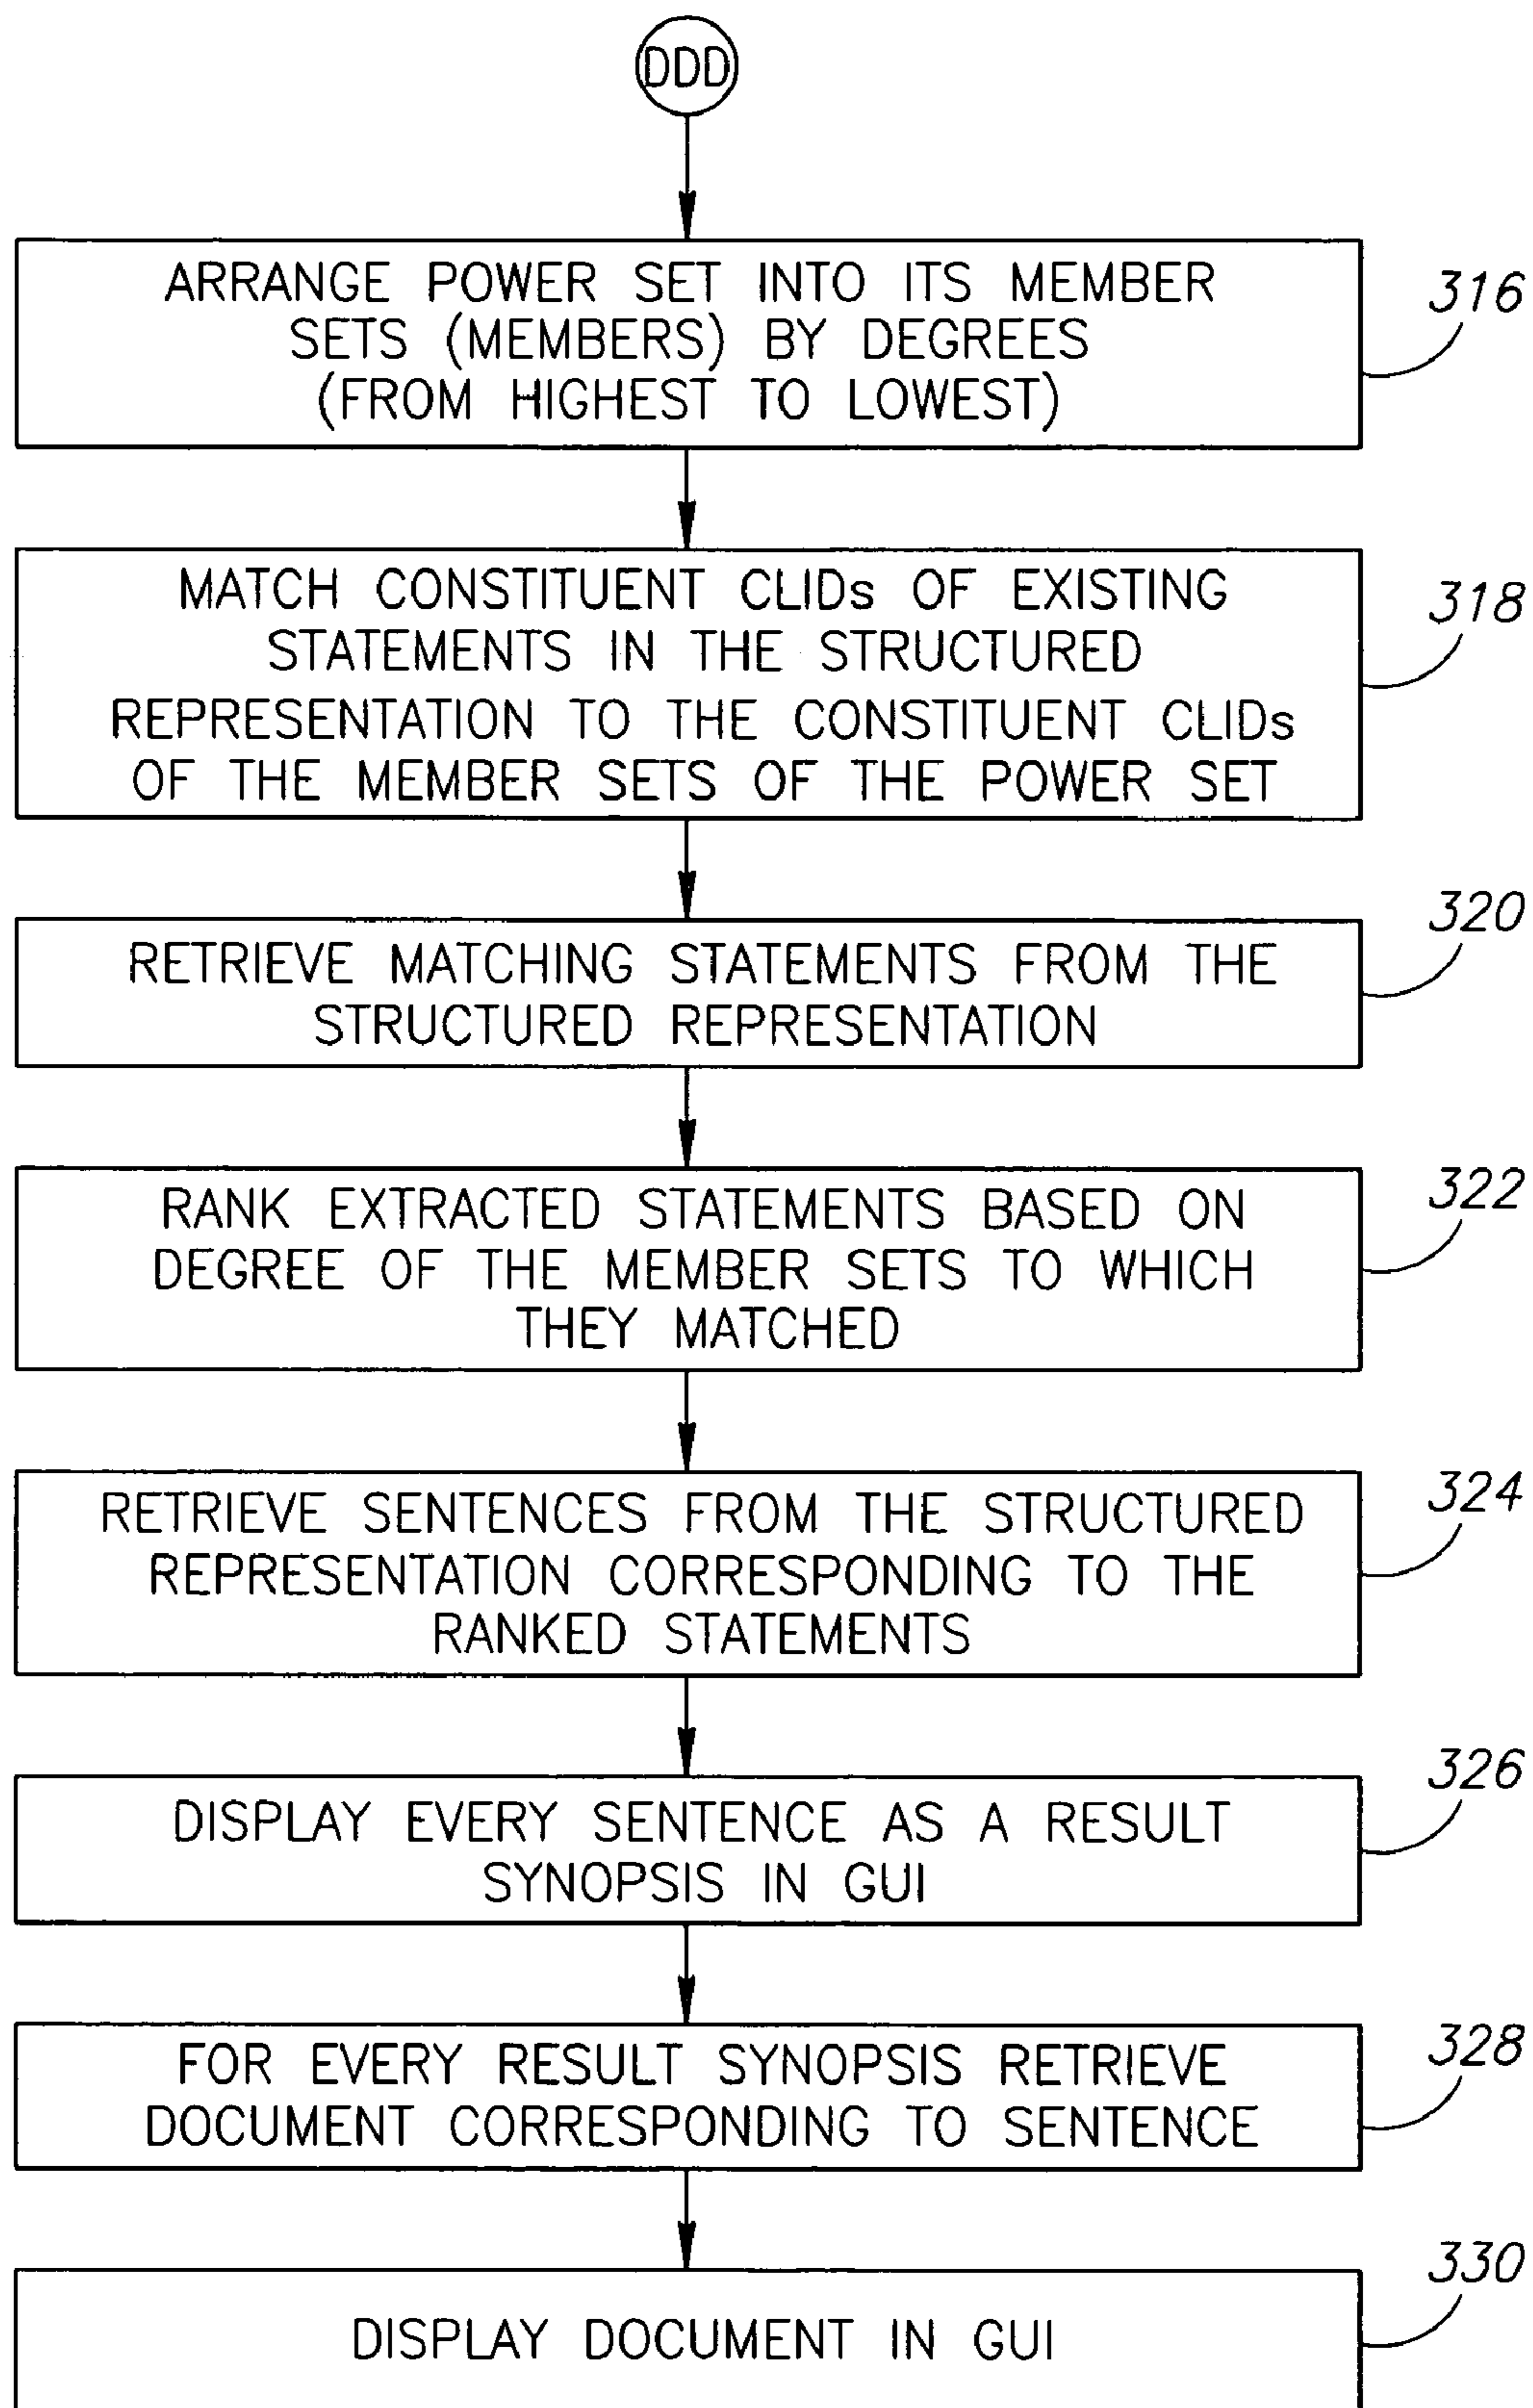 DDD
ARRANGE POWER SET INTO ITS MEMBER
SETS (MEMBERS) BY DEGREES
(FROM HIGHEST TO LOWEST)
316
MATCH CONSTITUENT CLIDs OF EXISTING
STATEMENTS IN THE STRUCTURED
REPRESENTATION TO THE CONSTITUENT CLIDs
OF THE MEMBER SETS OF THE POWER SET
318
RETRIEVE MATCHING STATEMENTS FROM THE
STRUCTURED REPRESENTATION
320
RANK EXTRACTED STATEMENTS BASED ON
DEGREE OF THE MEMBER SETS TO WHICH
THEY MATCHED
322
RETRIEVE SENTENCES FROM THE STRUCTURED
REPRESENTATION CORRESPONDING TO THE
RANKED STATEMENTS
324
DISPLAY EVERY SENTENCE AS A RESULT
SYNOPSIS IN GUI
326
FOR EVERY RESULT SYNOPSIS RETRIEVE
DOCUMENT CORRESPONDING TO SENTENCE
328
DISPLAY DOCUMENT IN GUI
330